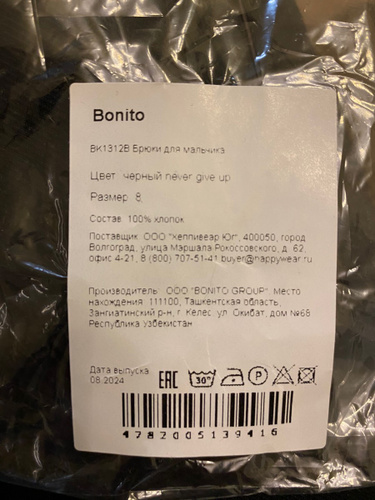 Bonito
BK1312B Брюки для мальчика
Цвет: черный never give up
Размер: 8,
Состав: 100% хлопок
Поставщик: ООО "Хеппивеар Юг", 400050, город
Волгоград, улица Маршала Рокоссовского, д. 62,
офис 4-21, 8 (800) 707-51-41 buyer@happywear.ru
Производитель: ООО "BONITO GROUP". Место
нахождения: 111100, Ташкентская область,
Зангиатинский р-н, г. Келес, ул. Окибат, дом №68
Республика Узбекистан
Дата выпуска
08.2024
EAC 30° P
4782005139416